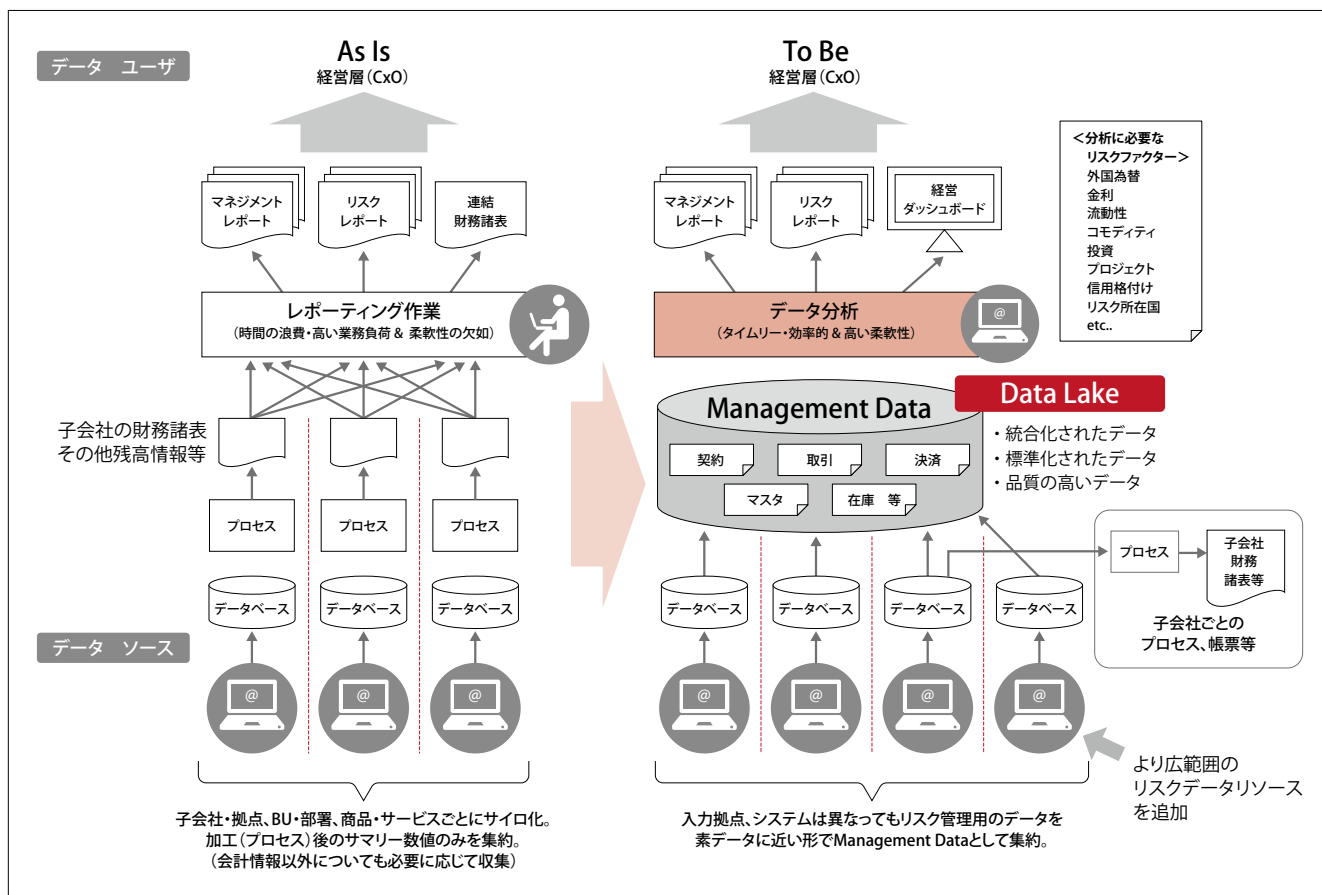 データ ユーザ
As Is
経営層(CxO)
マネジメント
レポート
リスク
レポート
連結
財務諸表
レポーティング作業
(時間の浪費・高い業務負荷 & 柔軟性の欠如)
子会社の財務諸表
その他残高情報等
プロセス
プロセス
プロセス
データベース
データベース
データベース
データ ソース
@
@
@
子会社・拠点、BU・部署、商品・サービスごとにサイロ化。
加工(プロセス)後のサマリー数値のみを集約。
(会計情報以外についても必要に応じて収集)
To Be
経営層(CxO)
マネジメント
レポート
リスク
レポート
経営
ダッシュボード
<分析に必要な
リスクファクター>
外国為替
金利
流動性
コモディティ
投資
プロジェクト
信用格付け
リスク所在国
etc..
データ分析
(タイムリー・効率的 & 高い柔軟性)
@
Management Data
Data Lake
・統合化されたデータ
・標準化されたデータ
・品質の高いデータ
契約
取引
決済
マスタ
在庫 等
プロセス
子会社
財務
諸表等
子会社ごとの
プロセス、帳票等
データベース
データベース
データベース
データベース
@
@
@
@
より広範囲の
リスクデータリソース
を追加
入力拠点、システムは異なってもリスク管理用のデータを
素データに近い形でManagement Dataとして集約。